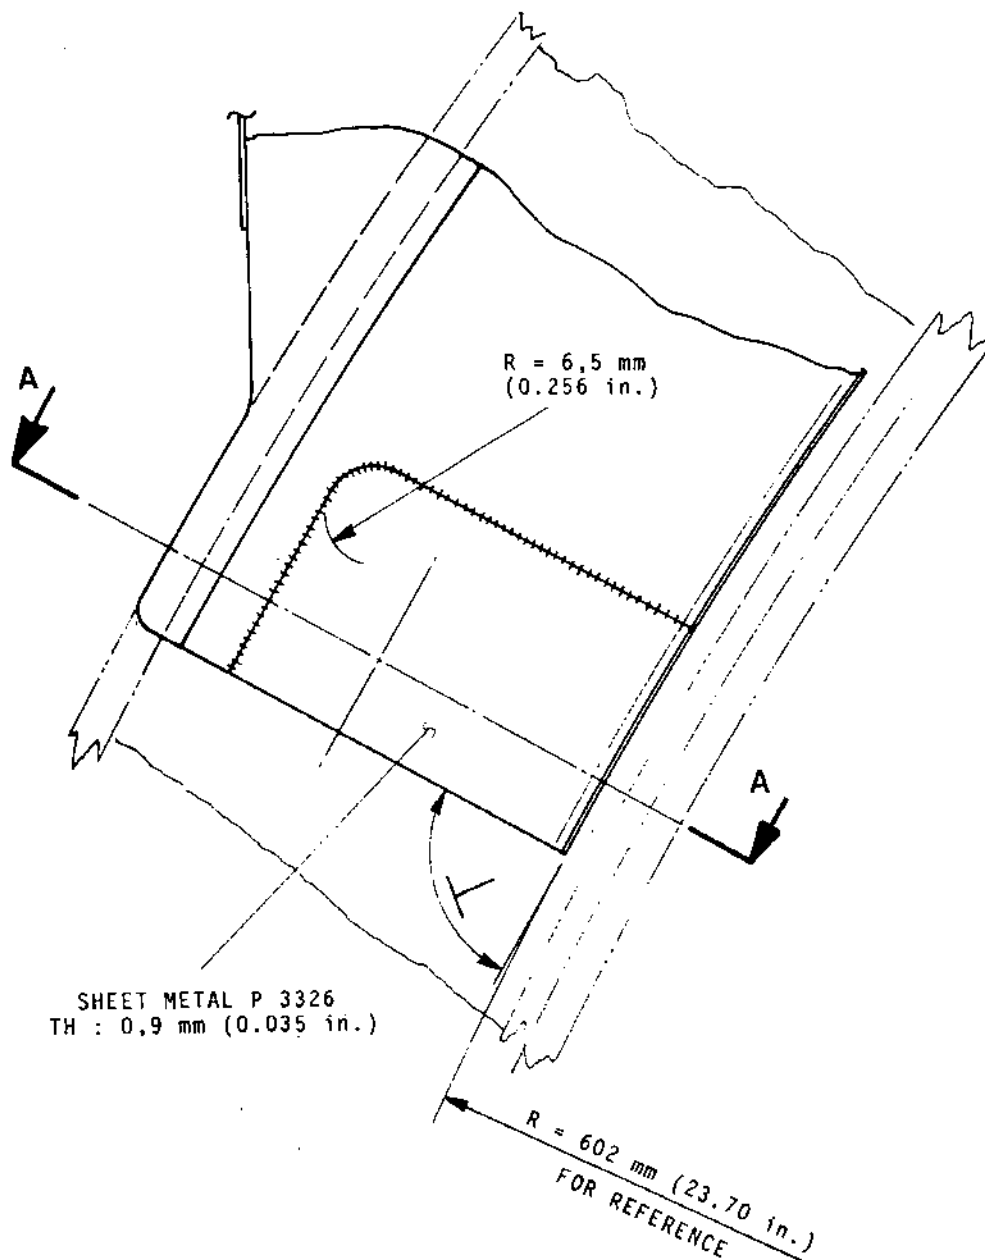 R = 6,5 mm
(0.256 in.)
A
A
SHEET METAL P 3326
TH : 0,9 mm (0.035 in.)
R = 602 mm (23.70 in.)
FOR REFERENCE